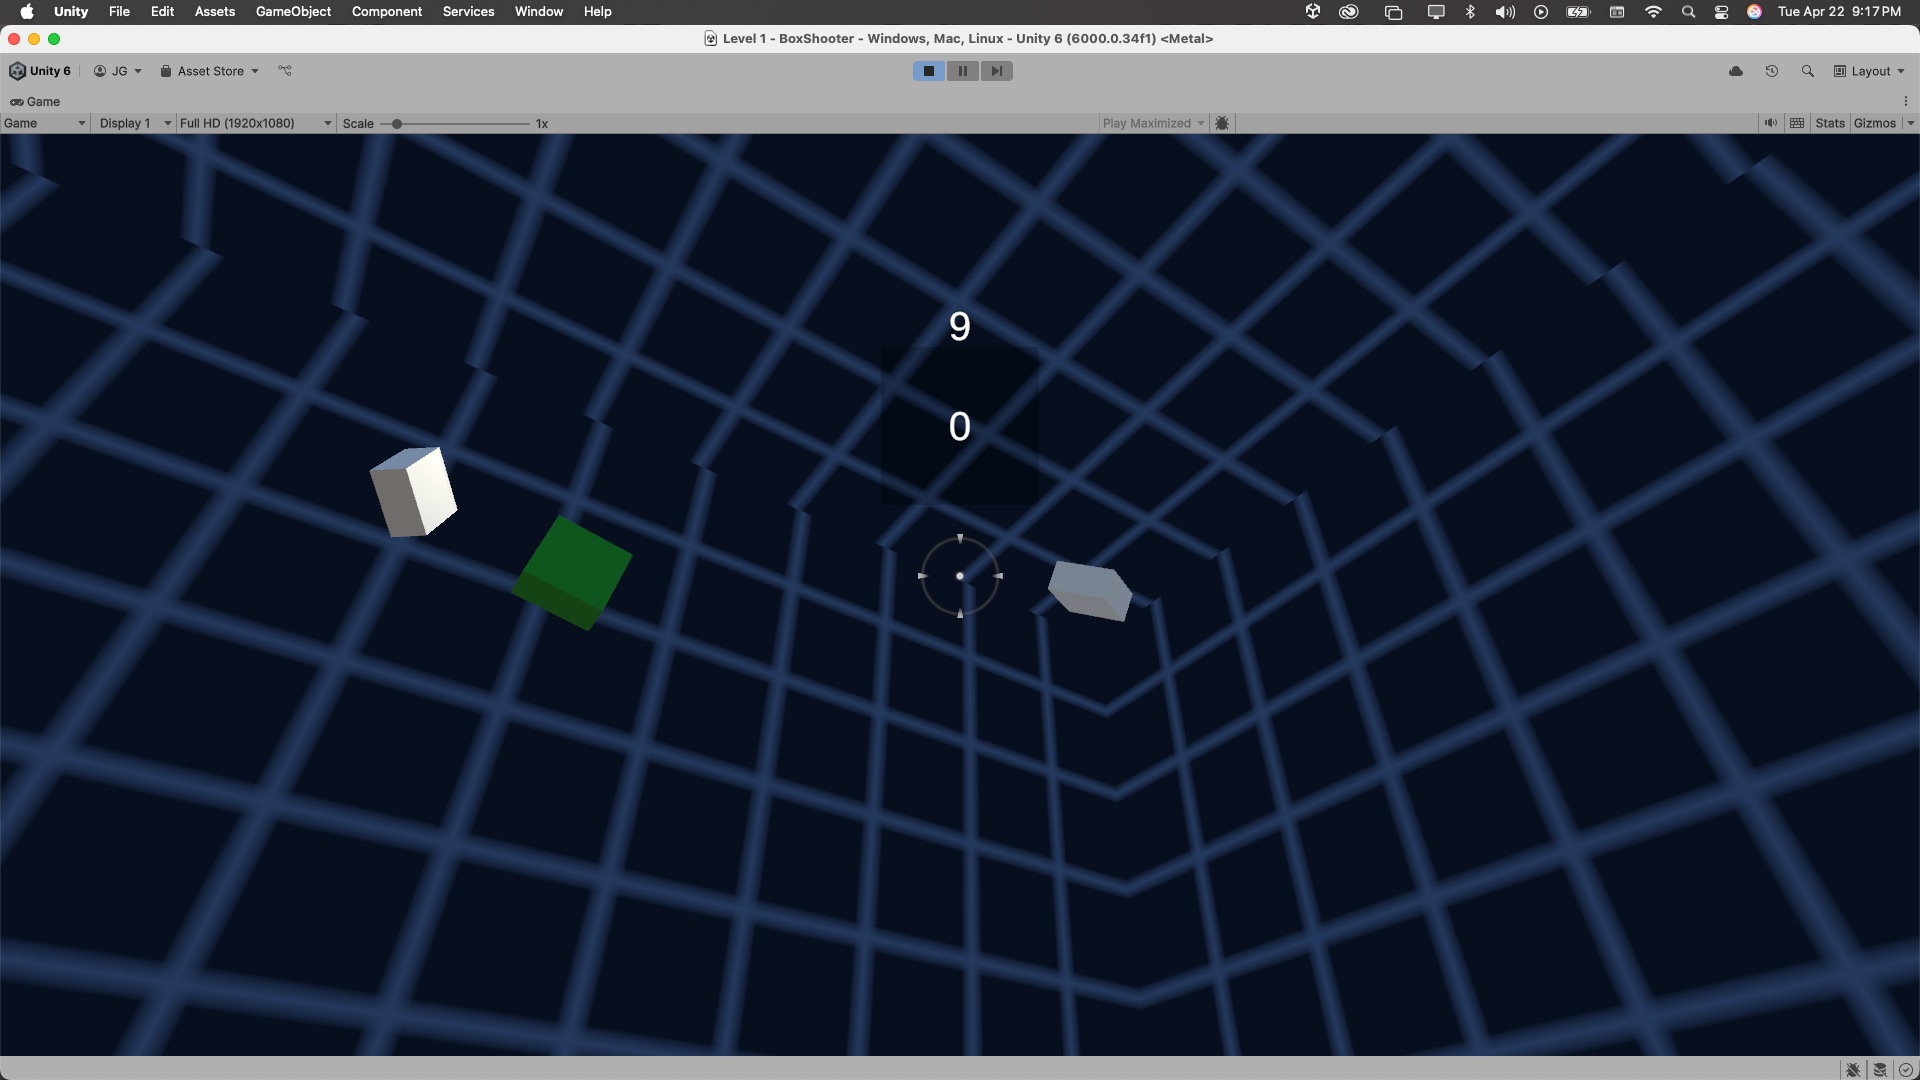 Unity File Edit Assets GameObject Component Services Window Help Tue Apr 22 9:17 PM
Level 1 - BoxShooter - Windows, Mac, Linux - Unity 6 (6000.0.34f1) <Metal>
Unity 6 JG Asset Store Layout
Game
Game Display 1 Full HD (1920x1080) Scale 1x Play Maximized Stats Gizmos
9
0